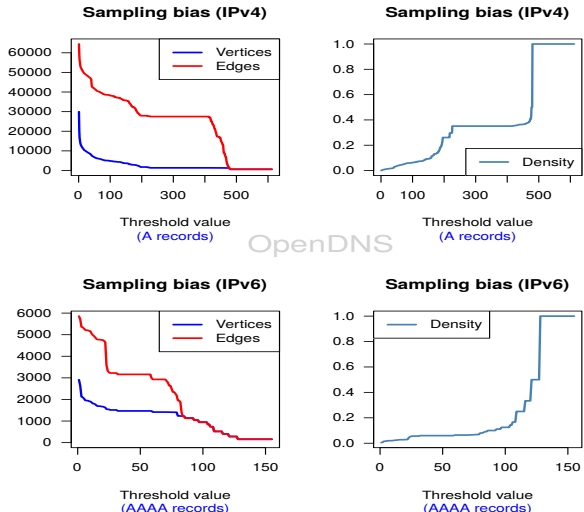 Sampling bias (IPv4)
60000
50000
40000
30000
20000
10000
0
Vertices
Edges
0 100 300 500
Threshold value
(A records)
Sampling bias (IPv4)
1.0
0.8
0.6
0.4
0.2
0.0
Density
0 100 300 500
Threshold value
(A records)
OpenDNS
Sampling bias (IPv6)
6000
5000
4000
3000
2000
1000
0
Vertices
Edges
0 50 100 150
Threshold value
(AAAA records)
Sampling bias (IPv6)
1.0
0.8
0.6
0.4
0.2
0.0
Density
0 50 100 150
Threshold value
(AAAA records)